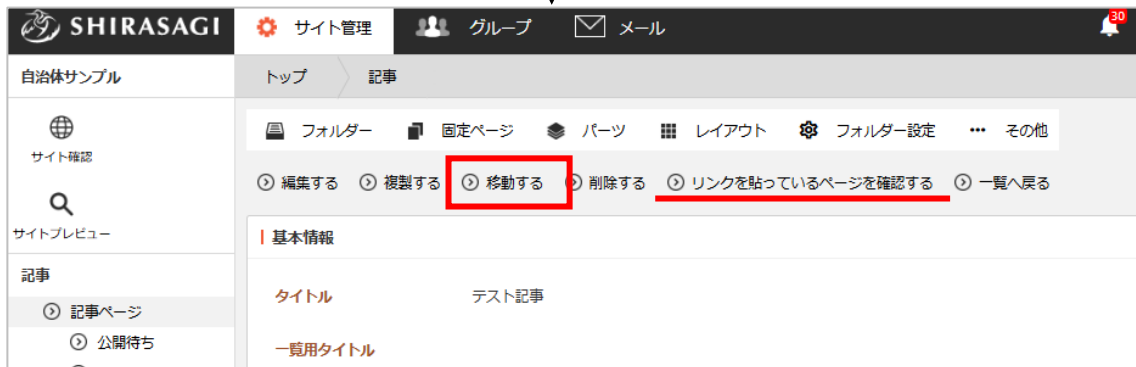 SHIRASAGI サイト管理 グループ メール 30
自治体サンプル トップ 記事
フォルダー 固定ページ パーツ レイアウト フォルダー設定 ••• その他
サイト確認
編集する 複製する 移動する 削除する リンクを貼っているページを確認する 一覧へ戻る
サイトプレビュー
基本情報
記事
タイトル テスト記事
記事ページ
公開待ち
一覧用タイトル